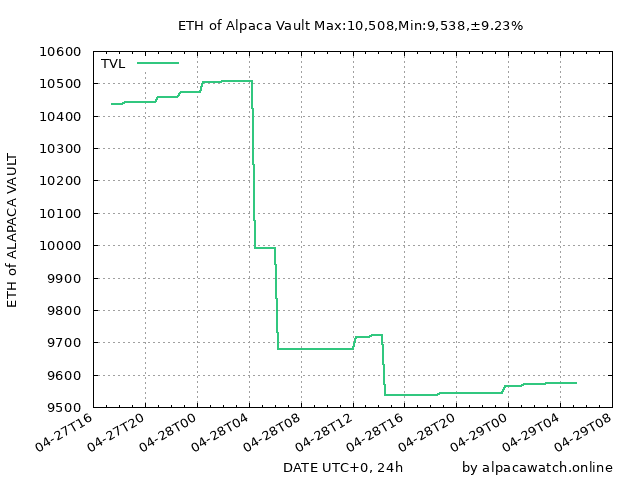 ETH of Alpaca Vault Max:10,508,Min:9,538,±9.23%
TVL
10600
10500
10400
10300
10200
10100
10000
9900
9800
9700
9600
9500
ETH of ALAPACA VAULT
04-27T16
04-27T20
04-28T00
04-28T04
04-28T08
04-28T12
04-28T16
04-28T20
04-29T00
04-29T04
04-29T08
DATE UTC+0, 24h
by alpacawatch.online